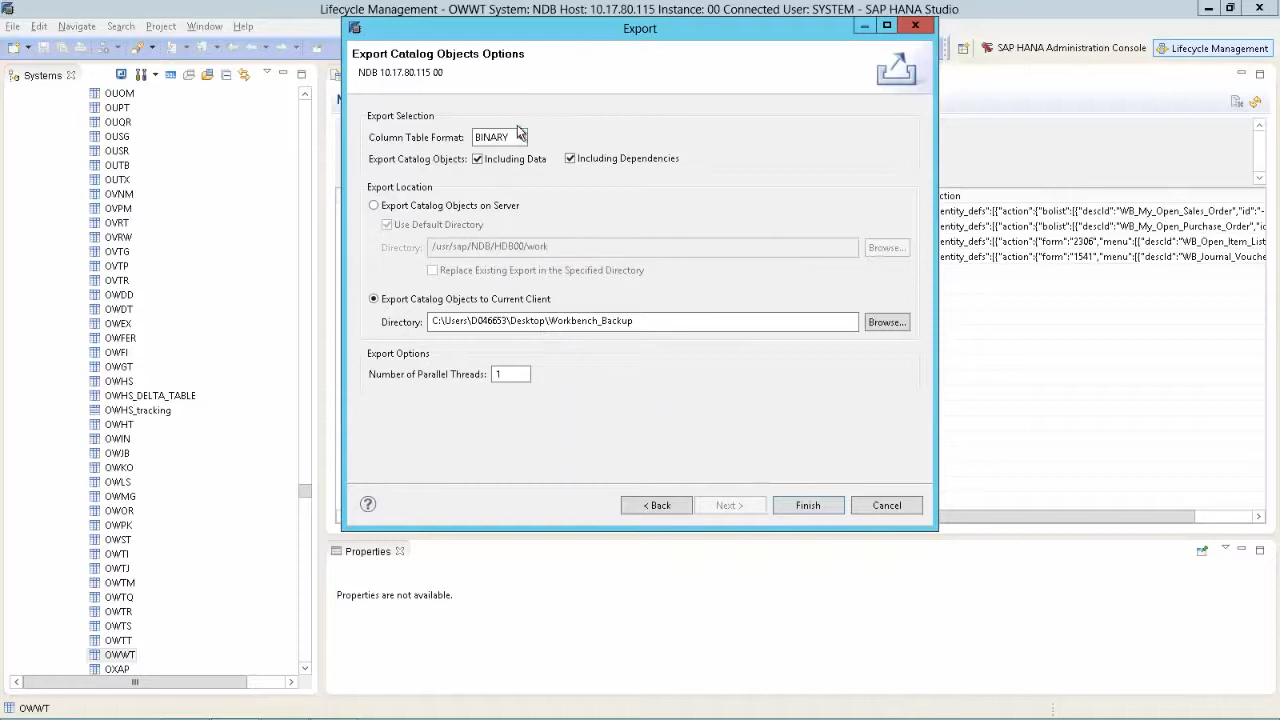 Lifecycle Management - OWWT System: NDB Host: 10.17.80.115 Instance: 00 Connected User: SYSTEM - SAP HANA Studio
File Edit Navigate Search Project Window Help
SAP HANA Administration Console Lifecycle Management
Systems
OUOM
OUPT
OUQR
OUSG
OUSR
OUTB
OUTX
OVNM
OVPM
OVRT
OVRW
OVTG
OVTP
OVTR
OWDD
OWDT
OWEX
OWFER
OWFI
OWGT
OWHS
OWHS_DELTA_TABLE
OWHS_tracking
OWHT
OWIN
OWJB
OWKO
OWLS
OWMG
OWOR
OWPK
OWST
OWTI
OWTJ
OWTM
OWTQ
OWTR
OWTS
OWTT
OWWT
OXAP
OWWT
Export
Export Catalog Objects Options
NDB 10.17.80.115 00
Export Selection
Column Table Format: BINARY
Export Catalog Objects: Including Data Including Dependencies
Export Location
Export Catalog Objects on Server
Use Default Directory
Directory: /usr/sap/NDB/HDB00/work Browse...
Replace Existing Export in the Specified Directory
Export Catalog Objects to Current Client
Directory: C:\Users\D046653\Desktop\Workbench_Backup Browse...
Export Options
Number of Parallel Threads: 1
? < Back Next > Finish Cancel
ction
entity_defs":[{"action":{"bolist":[{"descId":"WB_My_Open_Sales_Order","id":"-
entity_defs":[{"action":{"bolist":[{"descId":"WB_My_Open_Purchase_Order","id
entity_defs":[{"action":{"form":"2306","menu":[{"descId":"WB_Open_Item_List
entity_defs":[{"action":{"form":"1541","menu":[{"descId":"WB_Journal_Vouche
Properties
Properties are not available.